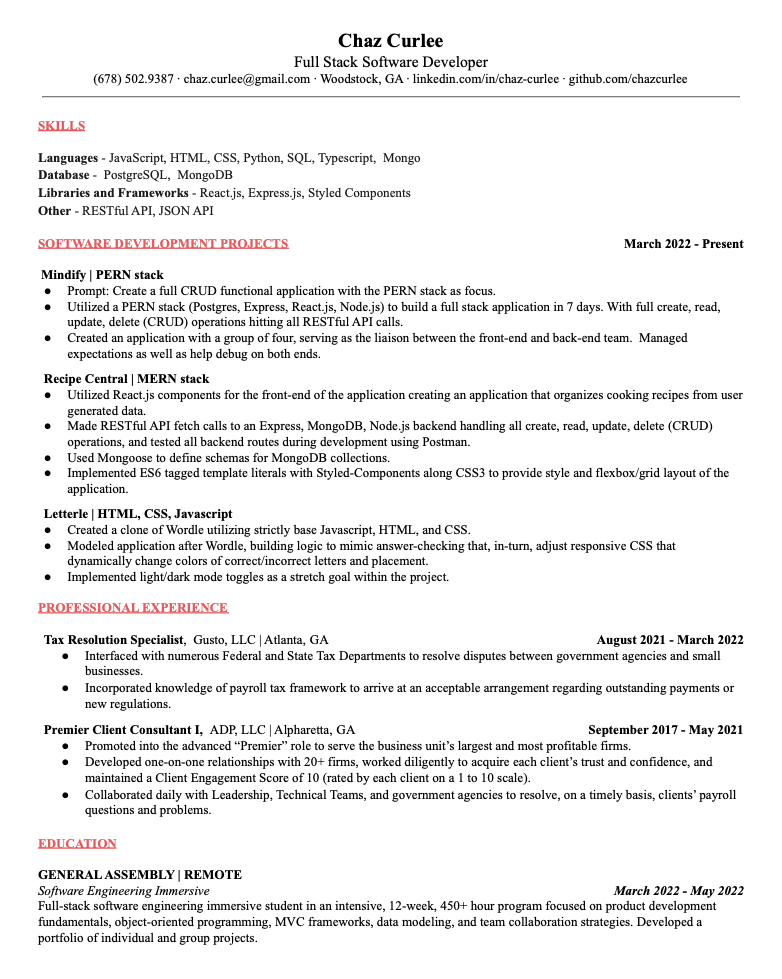 Chaz Curlee
Full Stack Software Developer
(678) 502.9387 · chaz.curlee@gmail.com · Woodstock, GA · linkedin.com/in/chaz-curlee · github.com/chazcurlee
SKILLS
Languages - JavaScript, HTML, CSS, Python, SQL, Typescript,  Mongo
Database -  PostgreSQL,  MongoDB
Libraries and Frameworks - React.js, Express.js, Styled Components
Other - RESTful API, JSON API
SOFTWARE DEVELOPMENT PROJECTS March 2022 - Present
Mindify | PERN stack
● Prompt: Create a full CRUD functional application with the PERN stack as focus.
● Utilized a PERN stack (Postgres, Express, React.js, Node.js) to build a full stack application in 7 days. With full create, read,
update, delete (CRUD) operations hitting all RESTful API calls.
● Created an application with a group of four, serving as the liaison between the front-end and back-end team.  Managed
expectations as well as help debug on both ends.
Recipe Central | MERN stack
● Utilized React.js components for the front-end of the application creating an application that organizes cooking recipes from user
generated data.
● Made RESTful API fetch calls to an Express, MongoDB, Node.js backend handling all create, read, update, delete (CRUD)
operations, and tested all backend routes during development using Postman.
● Used Mongoose to define schemas for MongoDB collections.
● Implemented ES6 tagged template literals with Styled-Components along CSS3 to provide style and flexbox/grid layout of the
application.
Letterle | HTML, CSS, Javascript
● Created a clone of Wordle utilizing strictly base Javascript, HTML, and CSS.
● Modeled application after Wordle, building logic to mimic answer-checking that, in-turn, adjust responsive CSS that
dynamically change colors of correct/incorrect letters and placement.
● Implemented light/dark mode toggles as a stretch goal within the project.
PROFESSIONAL EXPERIENCE
Tax Resolution Specialist,  Gusto, LLC | Atlanta, GA August 2021 - March 2022
● Interfaced with numerous Federal and State Tax Departments to resolve disputes between government agencies and small
businesses.
● Incorporated knowledge of payroll tax framework to arrive at an acceptable arrangement regarding outstanding payments or
new regulations.
Premier Client Consultant I,  ADP, LLC | Alpharetta, GA September 2017 - May 2021
● Promoted into the advanced “Premier” role to serve the business unit’s largest and most profitable firms.
● Developed one-on-one relationships with 20+ firms, worked diligently to acquire each client’s trust and confidence, and
maintained a Client Engagement Score of 10 (rated by each client on a 1 to 10 scale).
● Collaborated daily with Leadership, Technical Teams, and government agencies to resolve, on a timely basis, clients’ payroll
questions and problems.
EDUCATION
GENERAL ASSEMBLY | REMOTE
Software Engineering Immersive March 2022 - May 2022
Full-stack software engineering immersive student in an intensive, 12-week, 450+ hour program focused on product development
fundamentals, object-oriented programming, MVC frameworks, data modeling, and team collaboration strategies. Developed a
portfolio of individual and group projects.